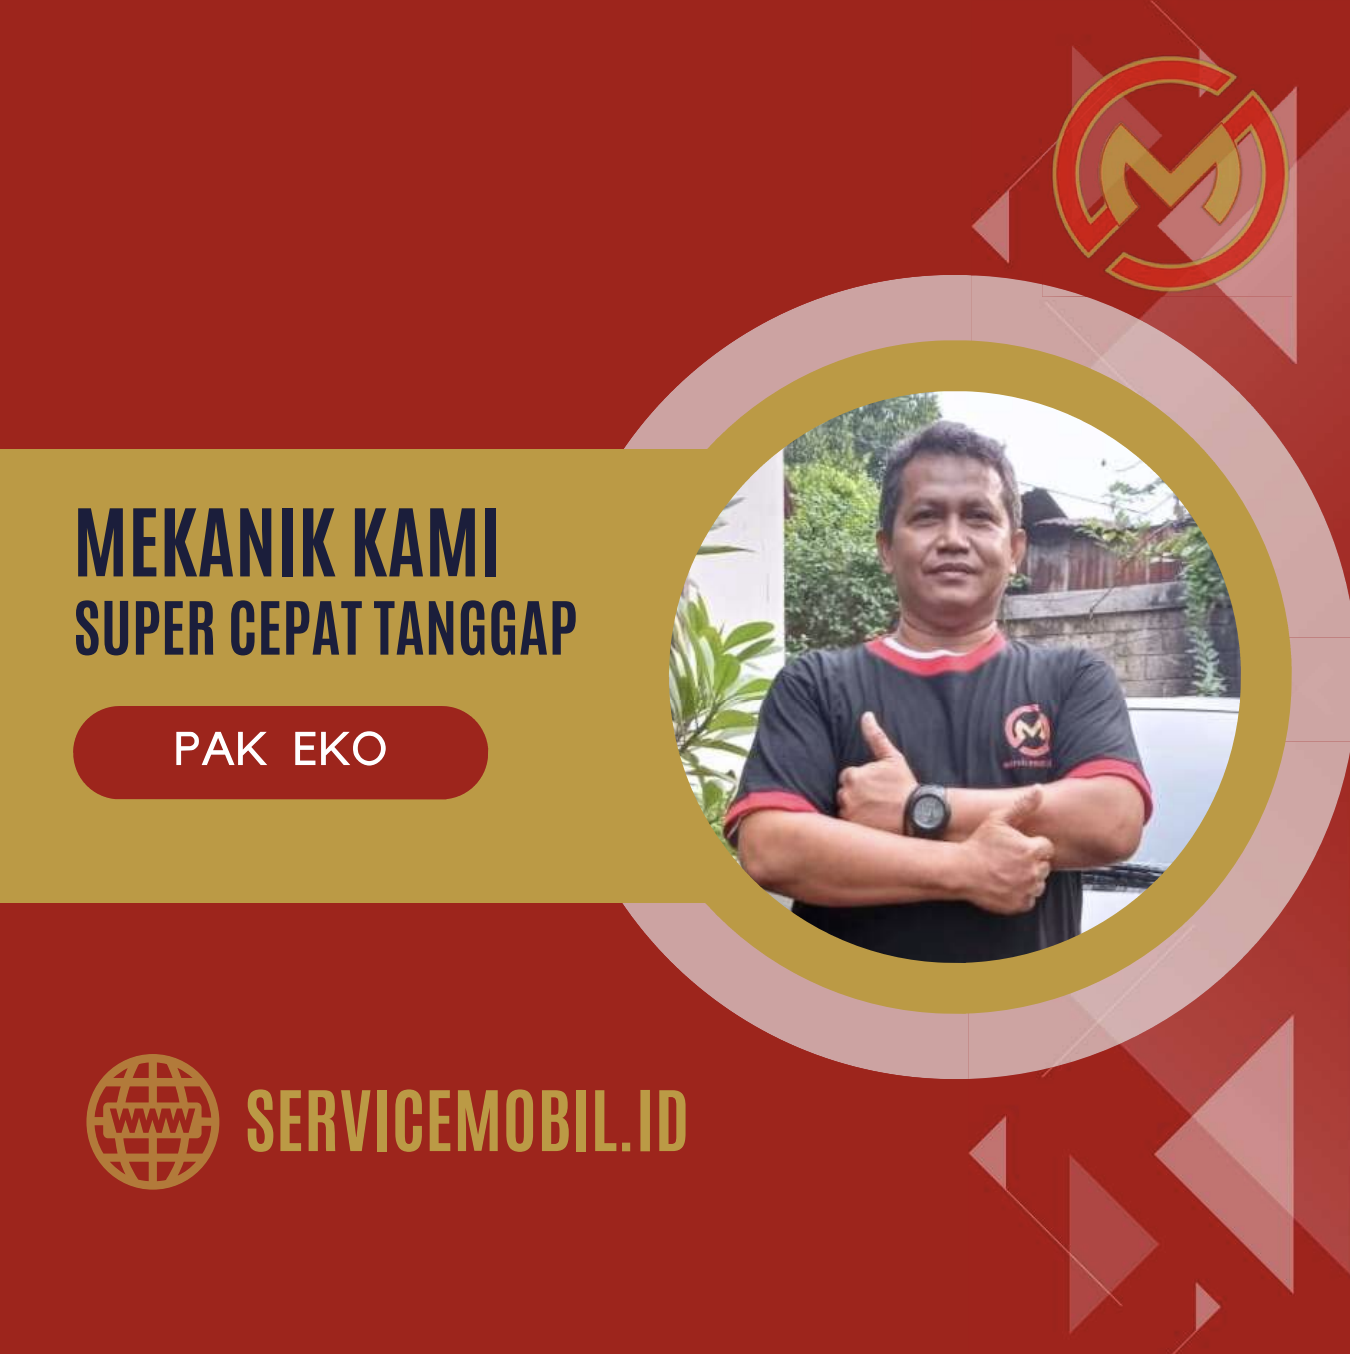 MEKANIK KAMI
SUPER CEPAT TANGGAP
PAK EKO
WWW
SERVICEMOBIL.ID